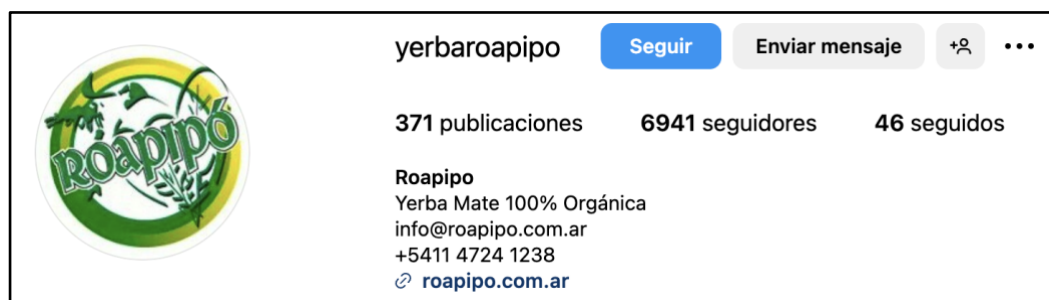 yerbaroapipo Seguir Enviar mensaje
371 publicaciones 6941 seguidores 46 seguidos
ROAPIPÓ
Roapipo
Yerba Mate 100% Orgánica
info@roapipo.com.ar
+5411 4724 1238
roapipo.com.ar